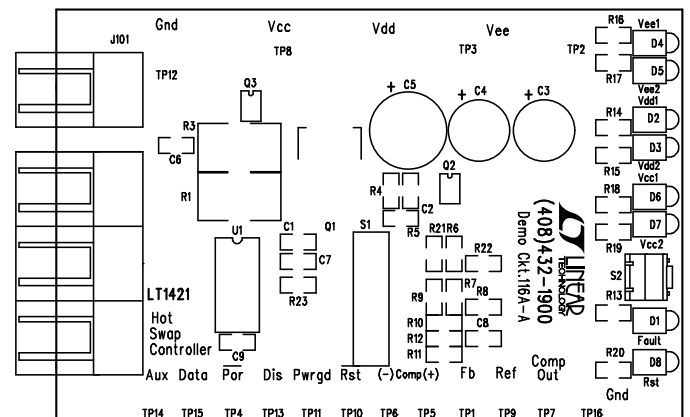 Gnd Vcc Vdd Vee
J101
TP12
TP8
TP3
TP2
R16
Vee1
D4
D5
R17
Vee2
Vdd1
R14
D2
D3
R15
Vdd2
Vcc1
R18
D6
D7
R19
Vcc2
S2
R13
D1
Fault
R20
D8
Rst
Gnd
Q3
R3
C6
R1
+ C5
+ C4
+ C3
Q2
R4
C2
R5
U1
C1
Q1
C7
R23
S1
R21
R6
R22
R9
R7
R8
R10
R12
R11
C8
C9
(408)432-1900
Demo Ckt.116A-A
LINEAR
TECHNOLOGY
LT1421
Hot
Swap
Controller
Aux Data Por Dis Pwrgd Rst (-) Comp(+) Fb Ref Comp
Out
TP14 TP15 TP4 TP13 TP11 TP10 TP6 TP5 TP1 TP9 TP7 TP16